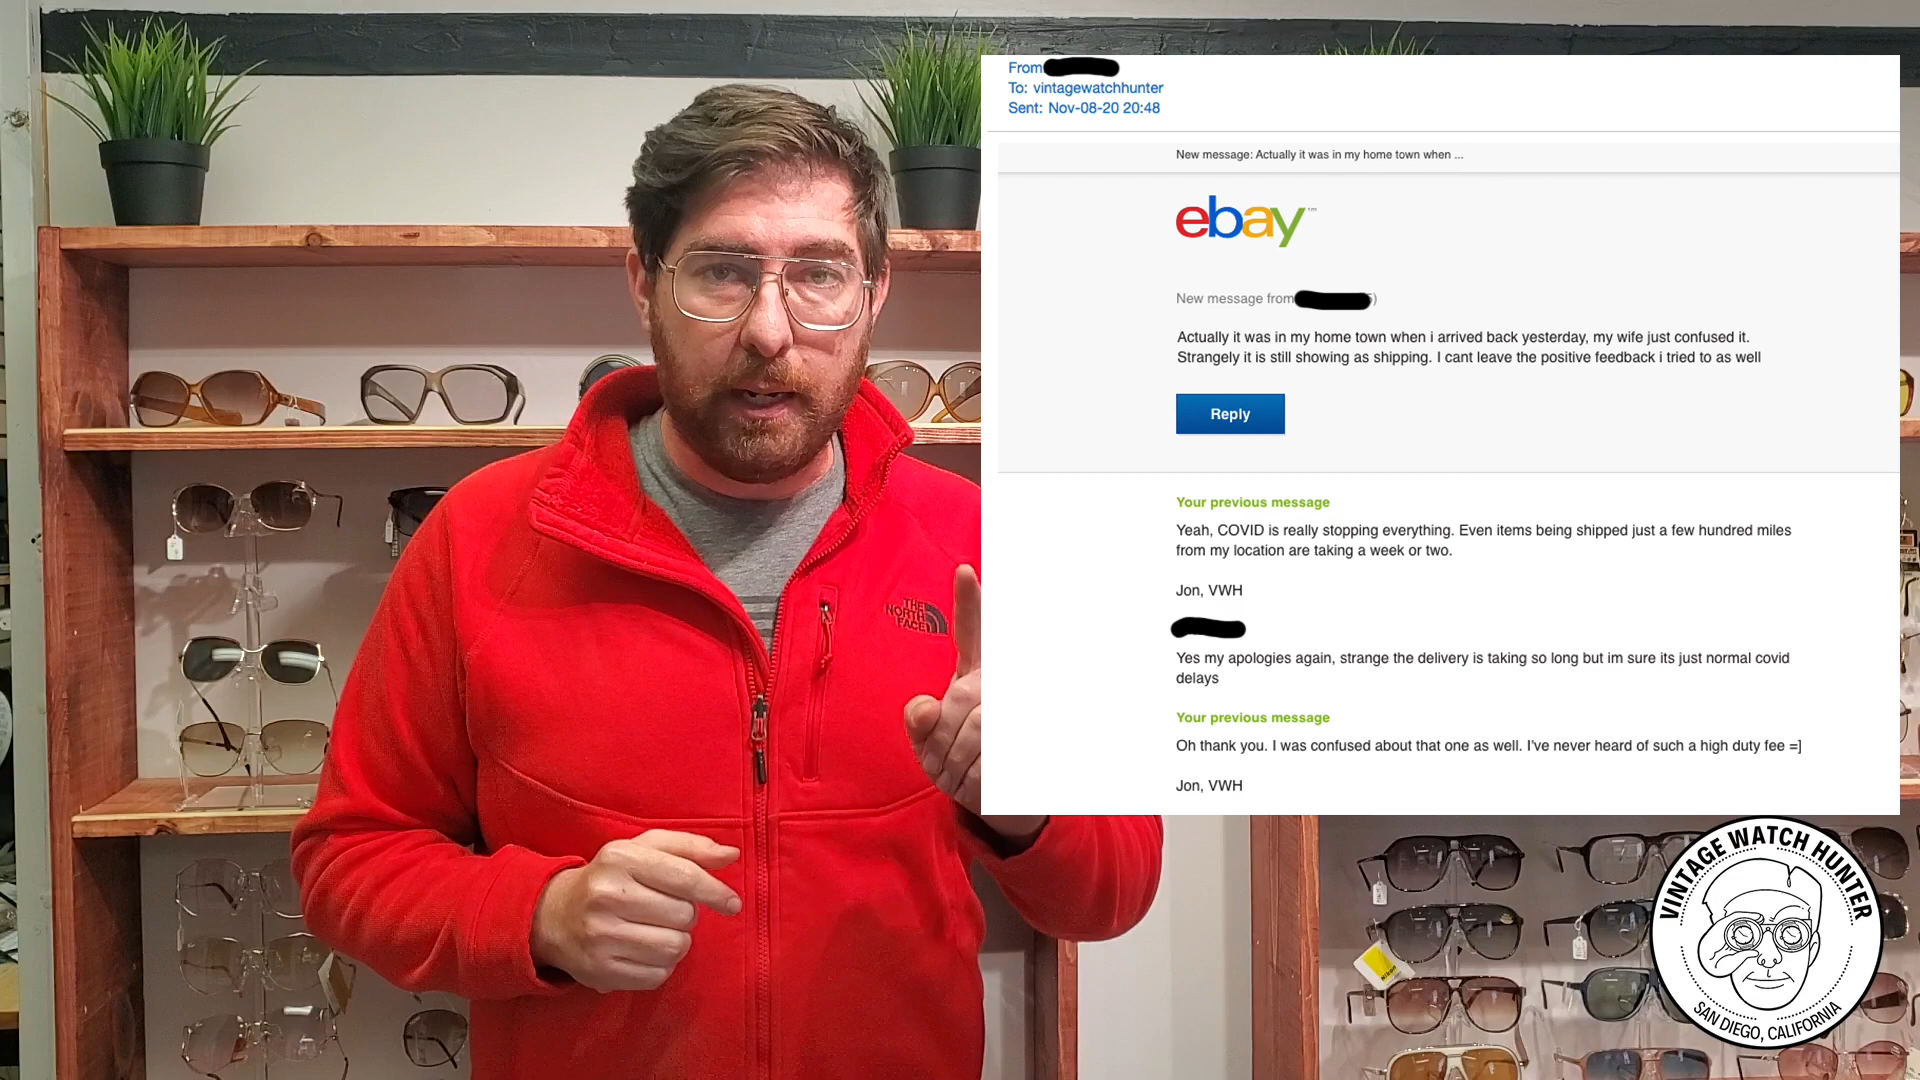 From
To: vintagewatchhunter
Sent: Nov-08-20 20:48
New message: Actually it was in my home town when ...
ebay™
New message from )
Actually it was in my home town when i arrived back yesterday, my wife just confused it.
Strangely it is still showing as shipping. I cant leave the positive feedback i tried to as well
Reply
Your previous message
Yeah, COVID is really stopping everything. Even items being shipped just a few hundred miles
from my location are taking a week or two.
Jon, VWH
Yes my apologies again, strange the delivery is taking so long but im sure its just normal covid
delays
Your previous message
Oh thank you. I was confused about that one as well. I've never heard of such a high duty fee =]
Jon, VWH
THE
NORTH
FACE
VINTAGE WATCH HUNTER
SAN DIEGO, CALIFORNIA